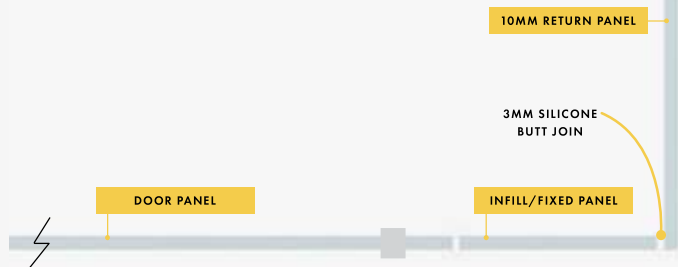 10MM RETURN PANEL
3MM SILICONE
BUTT JOIN
DOOR PANEL
INFILL/FIXED PANEL